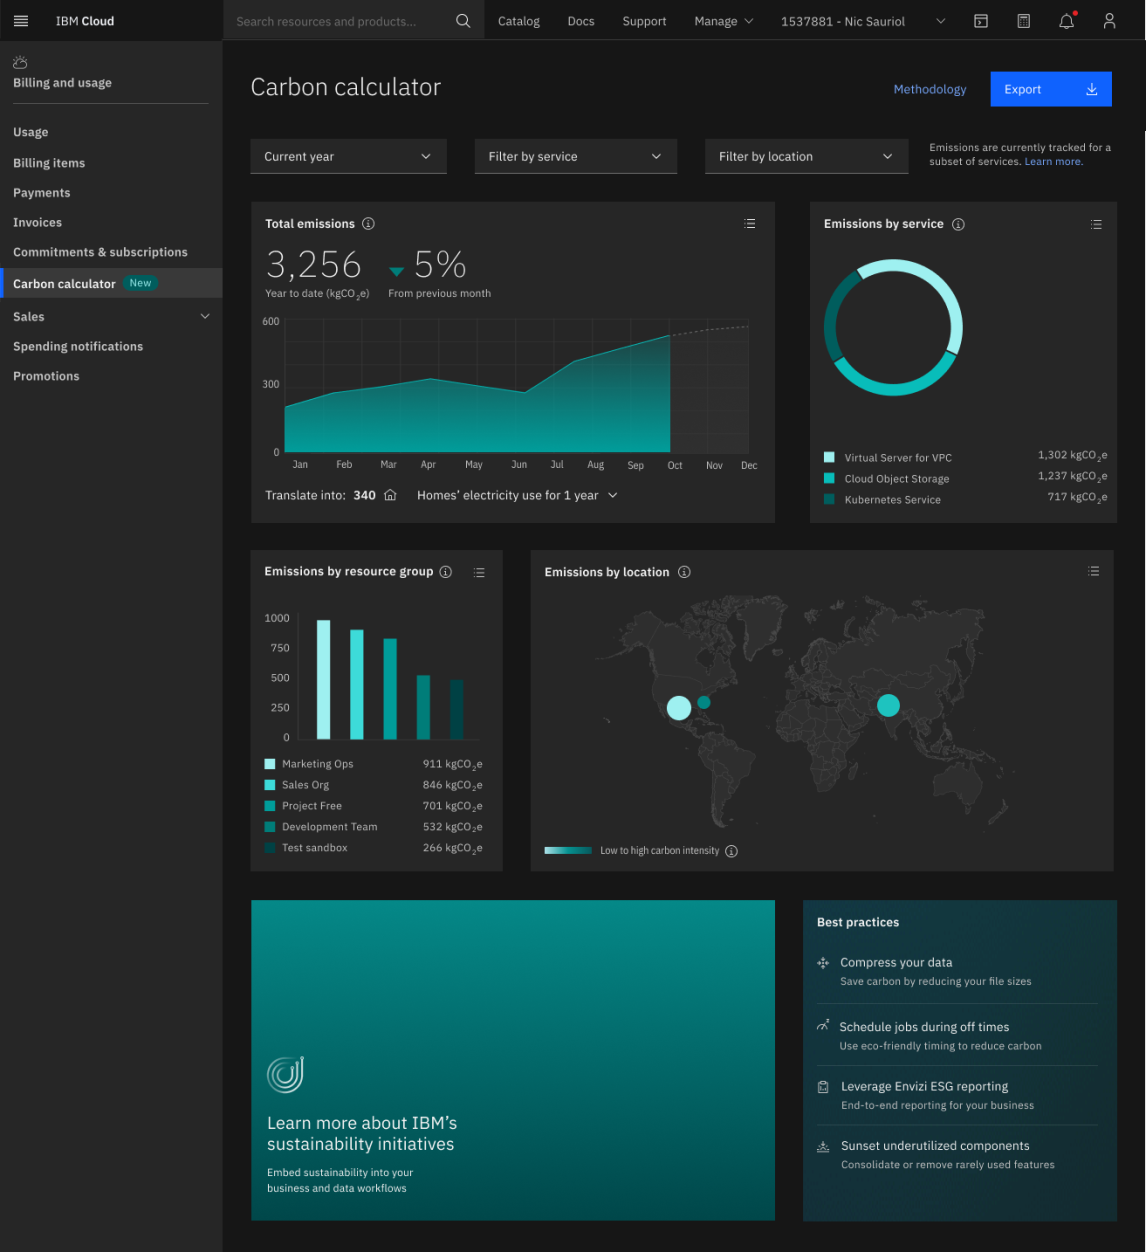 IBM Cloud
Search resources and products...
Catalog
Docs
Support
Manage
1537881 - Nic Sauriol
Billing and usage
Usage
Billing items
Payments
Invoices
Commitments & subscriptions
Carbon calculator New
Sales
Spending notifications
Promotions
Carbon calculator
Methodology
Export
Current year
Filter by service
Filter by location
Emissions are currently tracked for a
subset of services. Learn more.
Total emissions
3,256
5%
Year to date (kgCO2e)
From previous month
600
300
0
Jan Feb Mar Apr May Jun Jul Aug Sep Oct Nov Dec
Translate into: 340 Homes' electricity use for 1 year
Emissions by service
Virtual Server for VPC 1,302 kgCO2e
Cloud Object Storage 1,237 kgCO2e
Kubernetes Service 717 kgCO2e
Emissions by resource group
1000
750
500
250
0
Marketing Ops 911 kgCO2e
Sales Org 846 kgCO2e
Project Free 701 kgCO2e
Development Team 532 kgCO2e
Test sandbox 266 kgCO2e
Emissions by location
Low to high carbon intensity
Learn more about IBM's
sustainability initiatives
Embed sustainability into your
business and data workflows
Best practices
Compress your data
Save carbon by reducing your file sizes
Schedule jobs during off times
Use eco-friendly timing to reduce carbon
Leverage Envizi ESG reporting
End-to-end reporting for your business
Sunset underutilized components
Consolidate or remove rarely used features